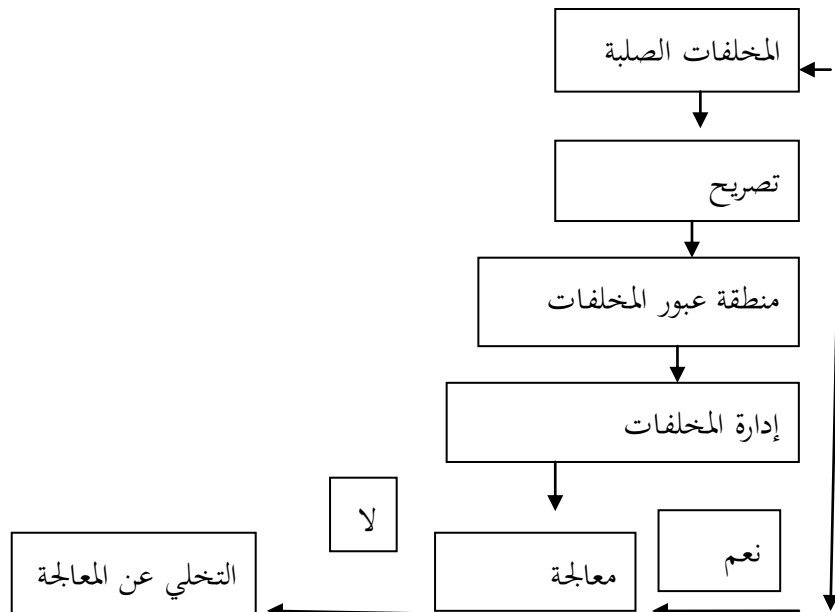 المخلفات الصلبة
تصريح
منطقة عبور المخلفات
إدارة المخلفات
لا
نعم
معالجة
التخلي عن المعالجة